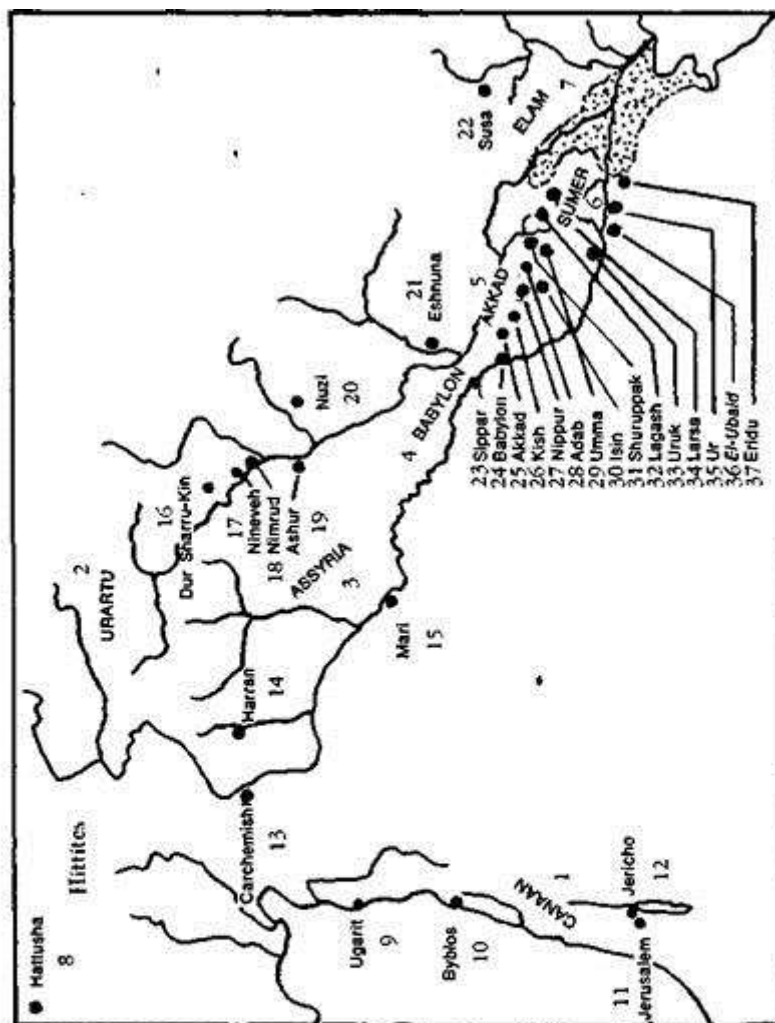 Hattusha
8
Hittites
URARTU
2
Dur Sharru-Kin
16
Carchemish
13
Harran
14
Nineveh
17
Nimrud
18
Ashur
19
Nuzi
20
ASSYRIA
3
Ugarit
9
Mari
15
BABYLON
4
Eshnuna
21
AKKAD
5
Susa
22
ELAM
7
SUMER
6
Byblos
10
CANAAN
1
Jericho
12
Jerusalem
11
23 Sippar
24 Babylon
25 Akkad
26 Kish
27 Nippur
28 Adab
29 Umma
30 Isin
31 Shuruppak
32 Lagash
33 Uruk
34 Larsa
35 Ur
36 El-Ubaid
37 Eridu